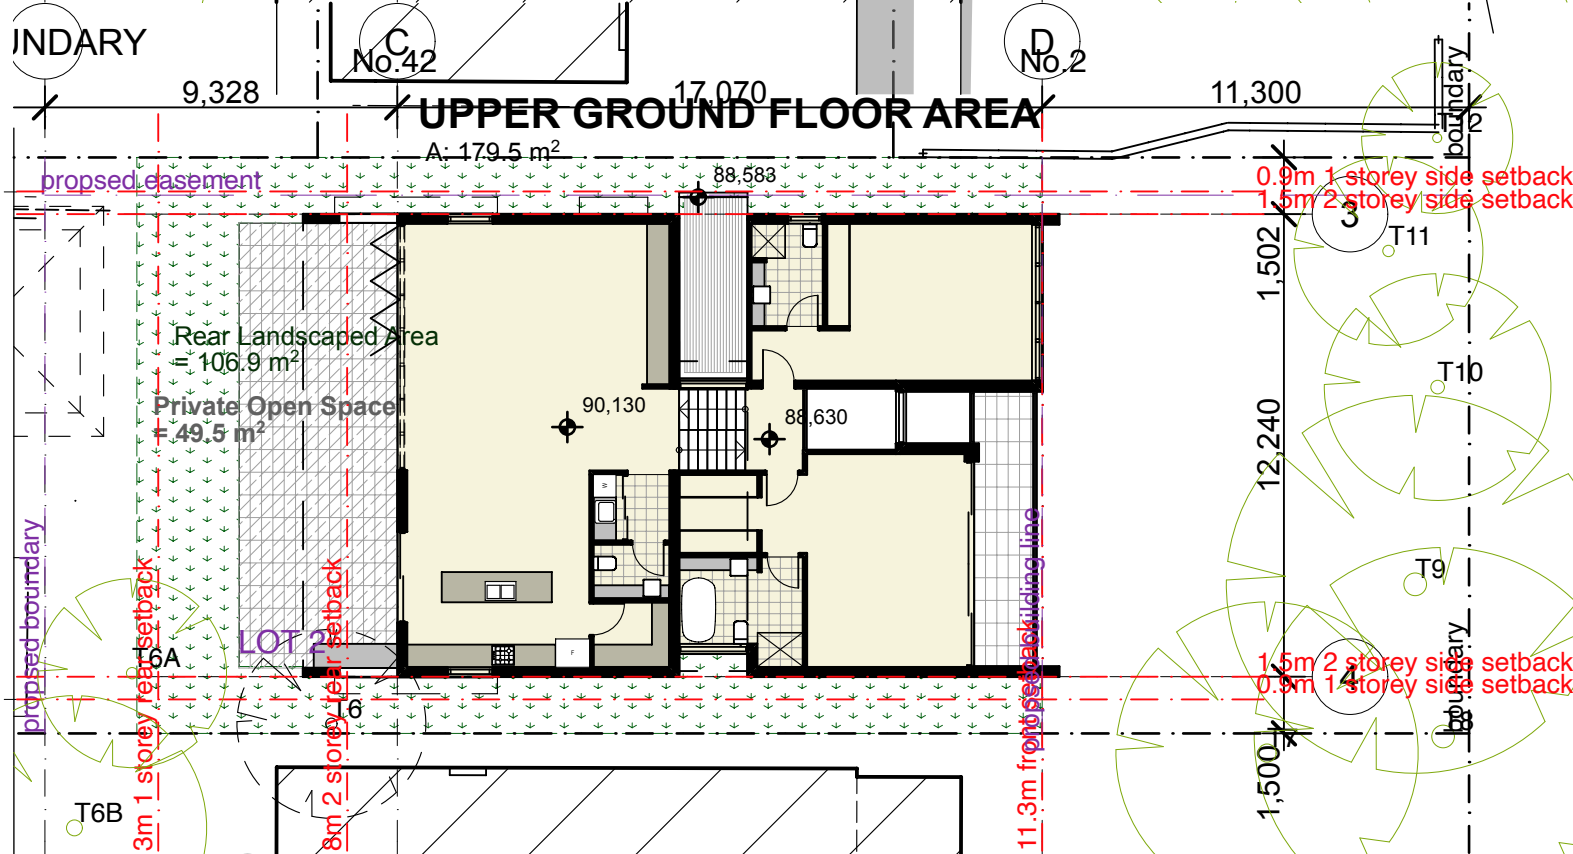 JNDARY
C
No.42
D
No.2
9,328
17,070
11,300
UPPER GROUND FLOOR AREA
A: 179.5 m²
boundary
T12
propsed easement
88,583
0.9m 1 storey side setback
1.5m 2 storey side setback
3
T11
1,502
Rear Landscaped Area
= 106.9 m²
Private Open Space
= 49.5 m²
90,130
88,630
T10
12,240
W
T9
propsed boundary
3m 1 storey rear setback
8m 2 storey rear setback
LOT 2
T6A
T6
F
propsed building line
11.3m front setback
1.5m 2 storey side setback
0.9m 1 storey side setback
4
boundary
T8
1,500
T6B